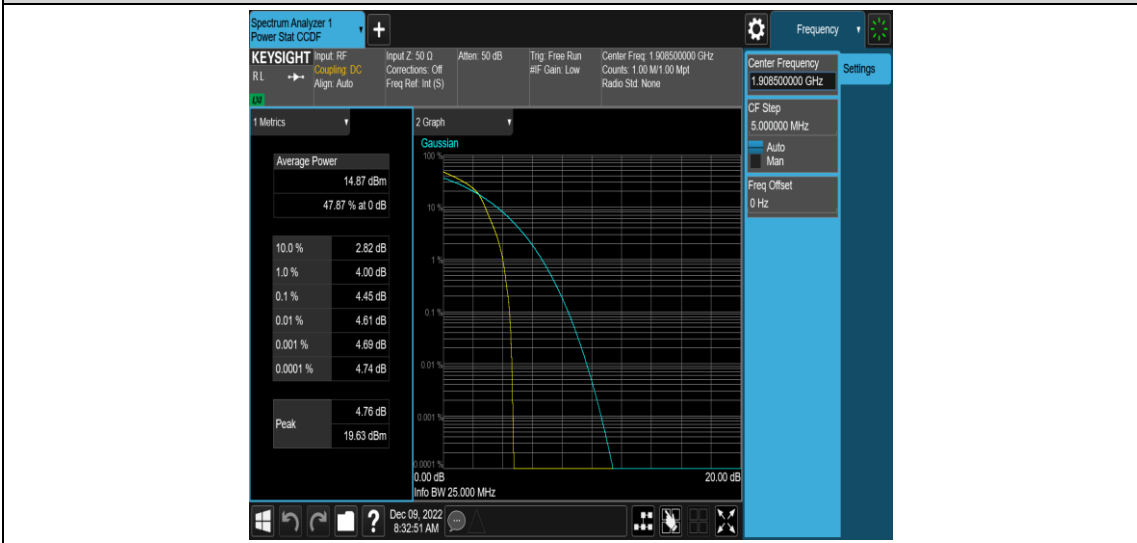 Spectrum Analyzer 1
Power Stat CCDF
+
Frequency
KEYSIGHT
R L
LXI
Input: RF
Coupling: DC
Align: Auto
Input Z: 50 Ω
Corrections: Off
Freq Ref: Int (S)
Atten: 50 dB
Trig: Free Run
#IF Gain: Low
Center Freq: 1.908500000 GHz
Counts: 1.00 M/1.00 Mpt
Radio Std: None
Center Frequency
1.908500000 GHz
Settings
CF Step
5.000000 MHz
Auto
Man
Freq Offset
0 Hz
1 Metrics
Average Power
14.87 dBm
47.87 % at 0 dB
10.0 % 2.82 dB
1.0 % 4.00 dB
0.1 % 4.45 dB
0.01 % 4.61 dB
0.001 % 4.69 dB
0.0001 % 4.74 dB
Peak
4.76 dB
19.63 dBm
2 Graph
Gaussian
100 %
10 %
1 %
0.1 %
0.01 %
0.001 %
0.0001 %
0.00 dB 20.00 dB
Info BW 25.000 MHz
?
Dec 09, 2022
8:32:51 AM